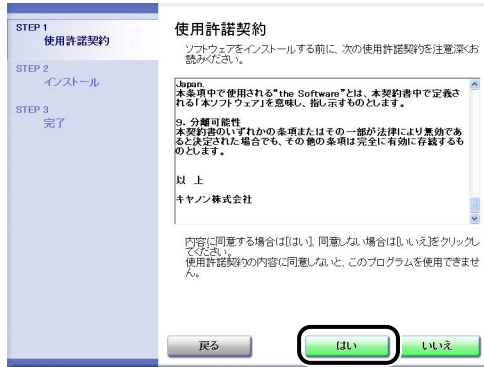 STEP 1
使用許諾契約
STEP 2
インストール
STEP 3
完了
使用許諾契約
ソフトウェアをインストールする前に、次の使用許諾契約を注意深くお
読みください。
Japan.
本条項中で使用される"the Software"とは、本契約書中で定義さ
れる「本ソフトウェア」を意味し、指し示すものとします。
9. 分離可能性
本契約書のいずれかの条項またはその一部が法律により無効であ
ると決定された場合でも、その他の条項は完全に有効に存続するも
のとします。
以 上
キヤノン株式会社
内容に同意する場合は[はい]、同意しない場合は[いいえ]をクリックし
てください。
使用許諾契約の内容に同意しないと、このプログラムを使用できませ
ん。
戻る
はい
いいえ